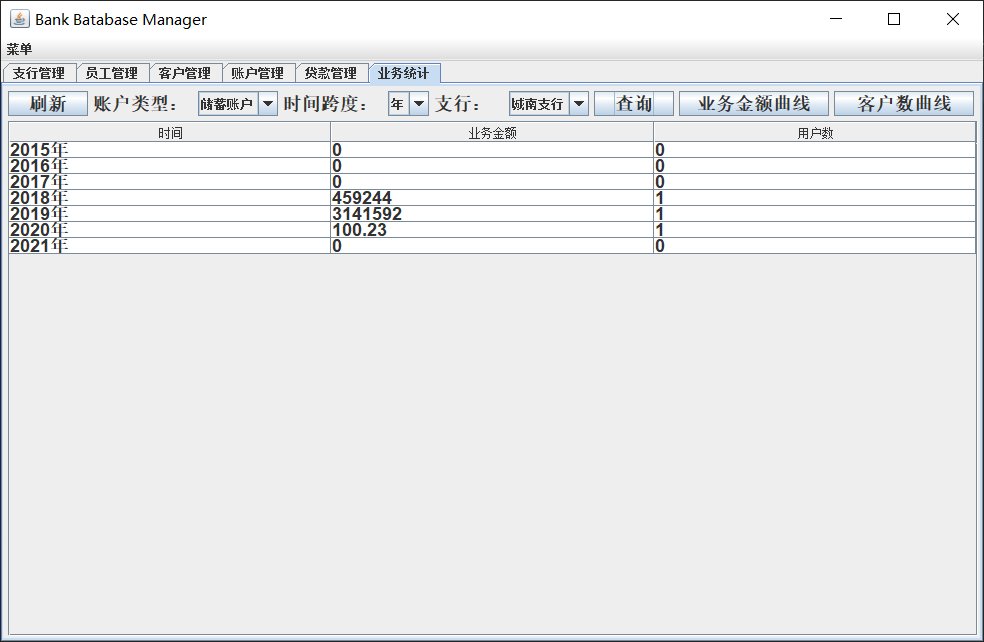 Bank Batabase Manager
菜单
支行管理 员工管理 客户管理 账户管理 贷款管理 业务统计
刷新 账户类型： 储蓄账户 时间跨度： 年 支行： 城南支行 查询 业务金额曲线 客户数曲线
时间 业务金额 用户数
2015年 0 0
2016年 0 0
2017年 0 0
2018年 459244 1
2019年 3141592 1
2020年 100.23 1
2021年 0 0